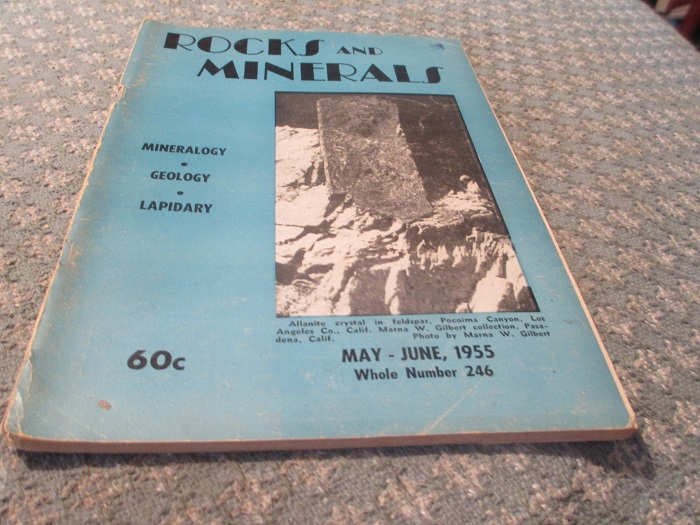 ROCKS AND
MINERALS
MINERALOGY
•
GEOLOGY
•
LAPIDARY
Allanite crystal in feldspar, Pocoima Canyon, Los
Angeles Co., Calif. Marna W. Gilbert collection, Pasa-
dena, Calif. Photo by Marna W. Gilbert
60c
MAY - JUNE, 1955
Whole Number 246